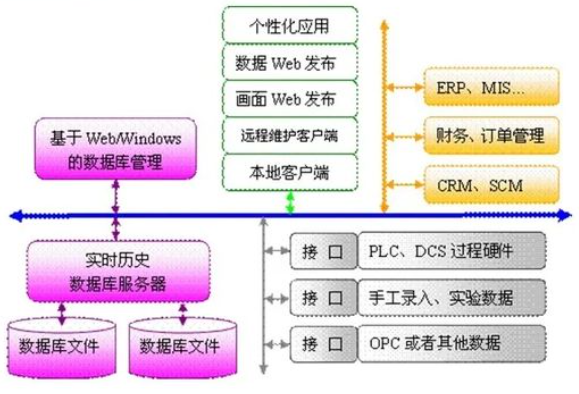 个性化应用
数据 Web 发布
画面 Web 发布
远程维护客户端
本地客户端
ERP、MIS...
财务、订单管理
CRM、SCM
基于 Web/Windows
的数据库管理
实时历史
数据库服务器
数据库文件
数据库文件
接 口
PLC、DCS 过程硬件
接 口
手工录入、实验数据
接 口
OPC 或者其他数据